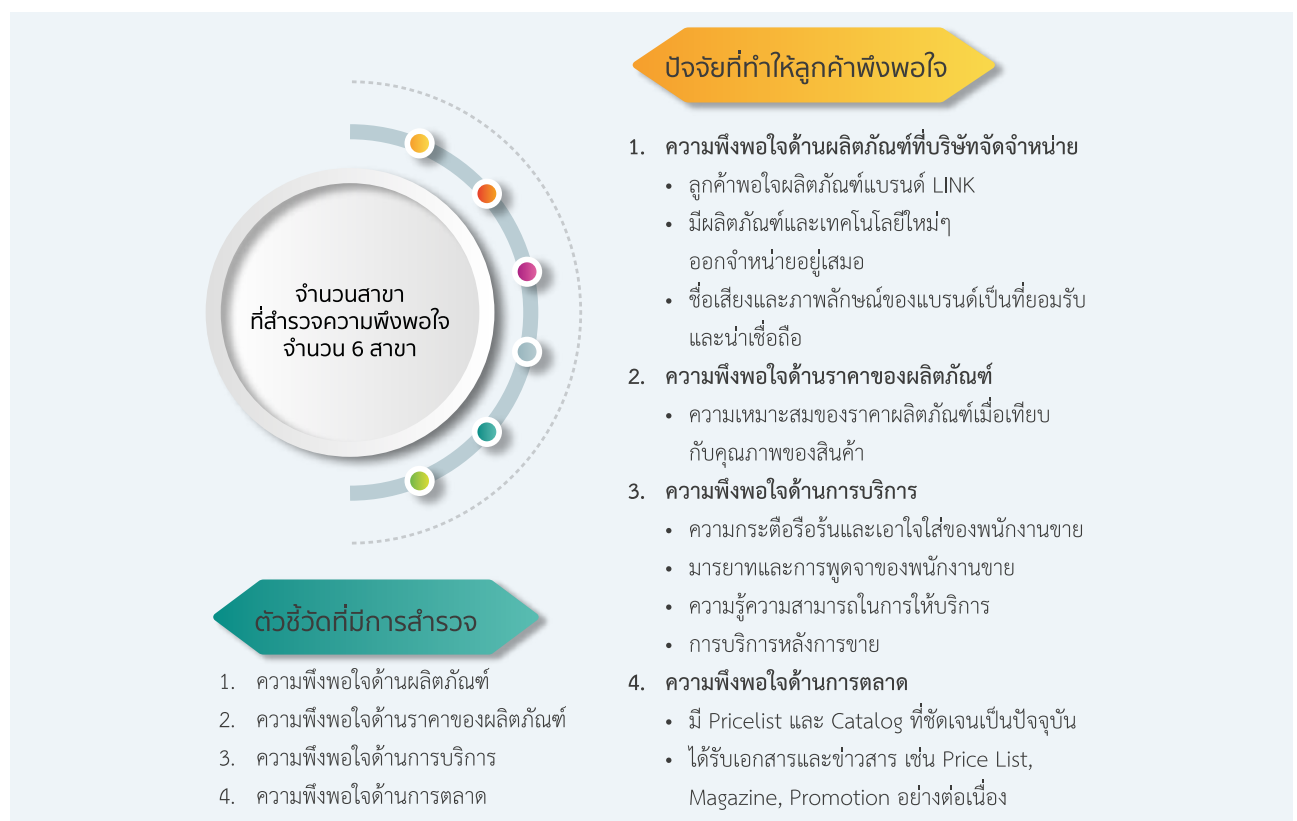 จำนวนสาขา
ที่สำรวจความพึงพอใจ
จำนวน 6 สาขา
ตัวชี้วัดที่มีการสำรวจ
1. ความพึงพอใจด้านผลิตภัณฑ์
2. ความพึงพอใจด้านราคาของผลิตภัณฑ์
3. ความพึงพอใจด้านการบริการ
4. ความพึงพอใจด้านการตลาด
ปัจจัยที่ทำให้ลูกค้าพึงพอใจ
1. ความพึงพอใจด้านผลิตภัณฑ์ที่บริษัทจัดจำหน่าย
• ลูกค้าพอใจผลิตภัณฑ์แบรนด์ LINK
• มีผลิตภัณฑ์และเทคโนโลยีใหม่ๆ
ออกจำหน่ายอยู่เสมอ
• ชื่อเสียงและภาพลักษณ์ของแบรนด์เป็นที่ยอมรับ
และน่าเชื่อถือ
2. ความพึงพอใจด้านราคาของผลิตภัณฑ์
• ความเหมาะสมของราคาผลิตภัณฑ์เมื่อเทียบ
กับคุณภาพของสินค้า
3. ความพึงพอใจด้านการบริการ
• ความกระตือรือร้นและเอาใจใส่ของพนักงานขาย
• มารยาทและการพูดจาของพนักงานขาย
• ความรู้ความสามารถในการให้บริการ
• การบริการหลังการขาย
4. ความพึงพอใจด้านการตลาด
• มี Pricelist และ Catalog ที่ชัดเจนเป็นปัจจุบัน
• ได้รับเอกสารและข่าวสาร เช่น Price List,
Magazine, Promotion อย่างต่อเนื่อง